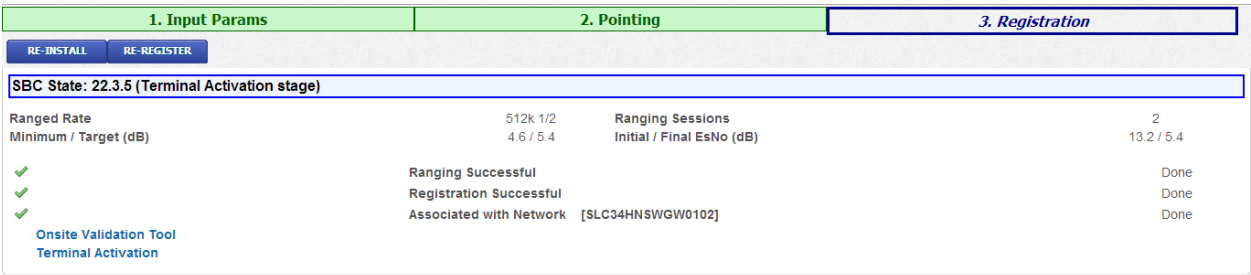 1. Input Params 2. Pointing 3. Registration
RE-INSTALL RE-REGISTER
SBC State: 22.3.5 (Terminal Activation stage)
Ranged Rate 512k 1/2 Ranging Sessions 2
Minimum / Target (dB) 4.6 / 5.4 Initial / Final EsNo (dB) 13.2 / 5.4
Ranging Successful Done
Registration Successful Done
Associated with Network [SLC34HNSWGW0102] Done
Onsite Validation Tool
Terminal Activation